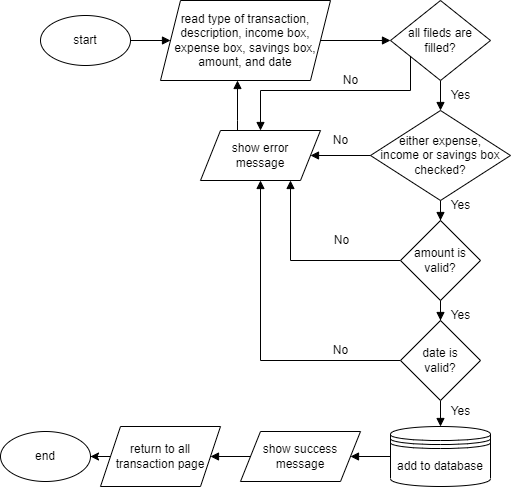 start
read type of transaction,
description, income box,
expense box, savings box,
amount, and date
all fileds are
filled?
No
Yes
show error
message
No
either expense,
income or savings box
checked?
Yes
No
amount is
valid?
Yes
No
date is
valid?
Yes
end
return to all
transaction page
show success
message
add to database